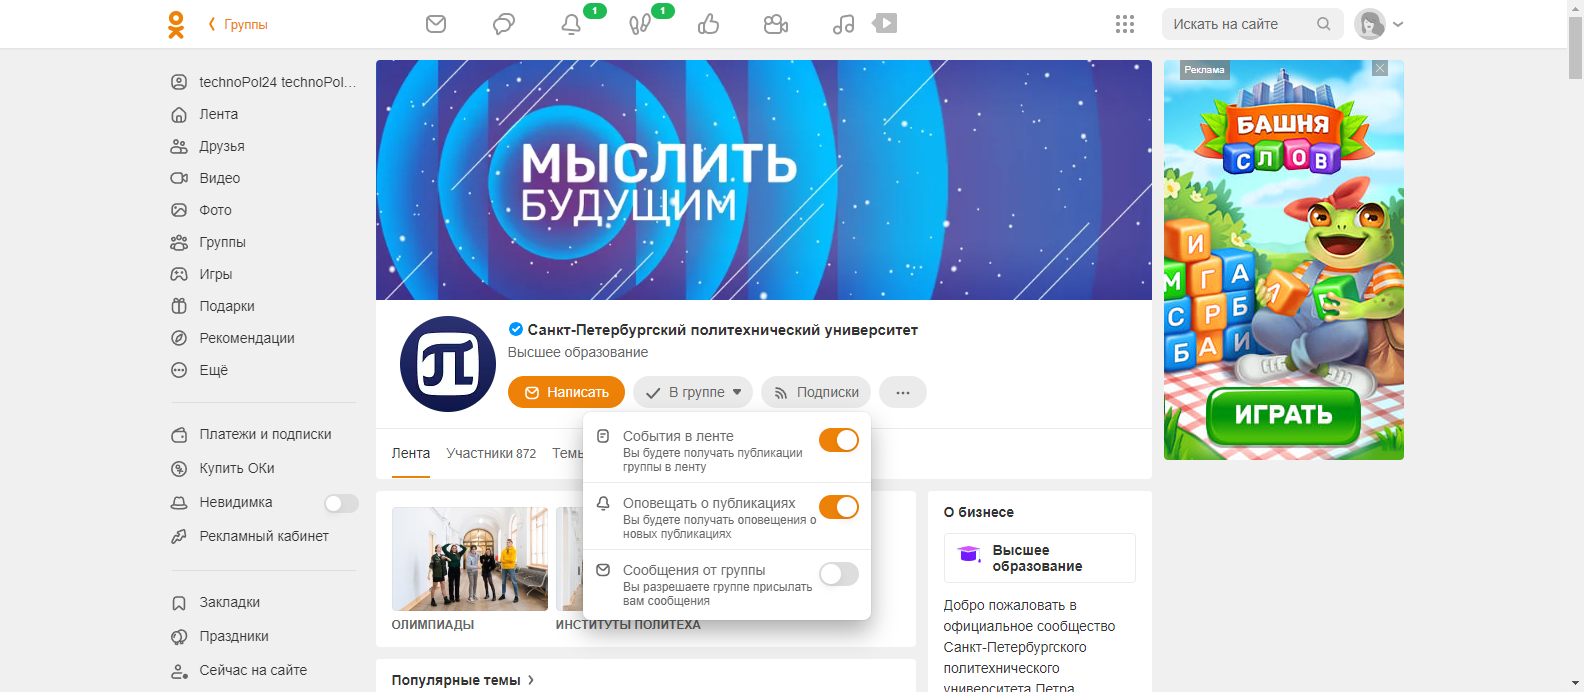 Группы
1
1
Искать на сайте
technoPol24 technoPol...
Лента
Друзья
Видео
Фото
Группы
Игры
Подарки
Рекомендации
Ещё
Платежи и подписки
Купить ОКи
Невидимка
Рекламный кабинет
Закладки
Праздники
Сейчас на сайте
МЫСЛИТЬ
БУДУЩИМ
Санкт-Петербургский политехнический университет
Высшее образование
Написать
В группе
Подписки
Лента
Участники 872
Темы
События в ленте
Вы будете получать публикации
группы в ленту
Оповещать о публикациях
Вы будете получать оповещения о
новых публикациях
Сообщения от группы
Вы разрешаете группе присылать
вам сообщения
ОЛИМПИАДЫ
ИНСТИТУТЫ ПОЛИТЕХА
Популярные темы
О бизнесе
Высшее
образование
Добро пожаловать в
официальное сообщество
Санкт-Петербургского
политехнического
университета Петра
Реклама
БАШНЯ
СЛОВ
И
М Г А
С Р Б
Б А И
Л Г
ИГРАТЬ